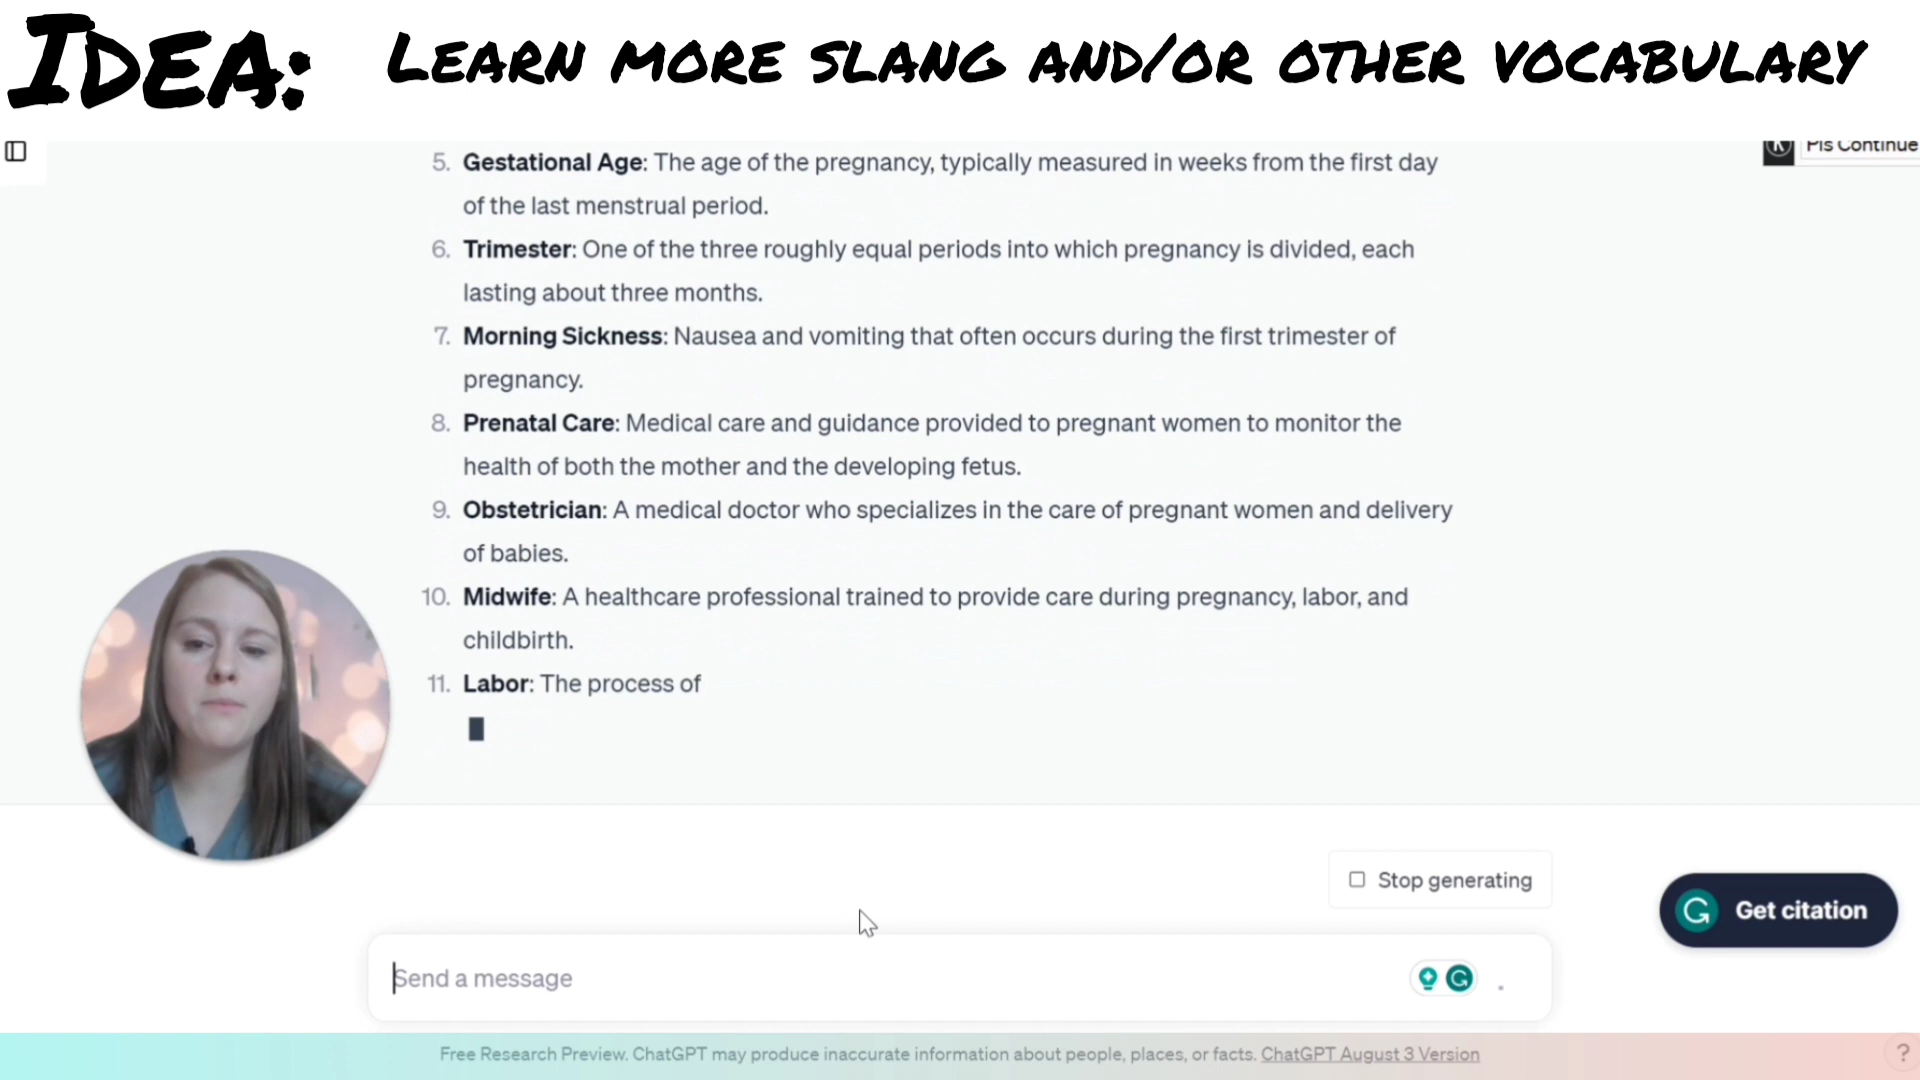 IDEA: LEARN MORE SLANG AND/OR OTHER VOCABULARY
Pls Continue
5. Gestational Age: The age of the pregnancy, typically measured in weeks from the first day
of the last menstrual period.
6. Trimester: One of the three roughly equal periods into which pregnancy is divided, each
lasting about three months.
7. Morning Sickness: Nausea and vomiting that often occurs during the first trimester of
pregnancy.
8. Prenatal Care: Medical care and guidance provided to pregnant women to monitor the
health of both the mother and the developing fetus.
9. Obstetrician: A medical doctor who specializes in the care of pregnant women and delivery
of babies.
10. Midwife: A healthcare professional trained to provide care during pregnancy, labor, and
childbirth.
11. Labor: The process of
Stop generating
Get citation
Send a message
Free Research Preview. ChatGPT may produce inaccurate information about people, places, or facts. ChatGPT August 3 Version
?